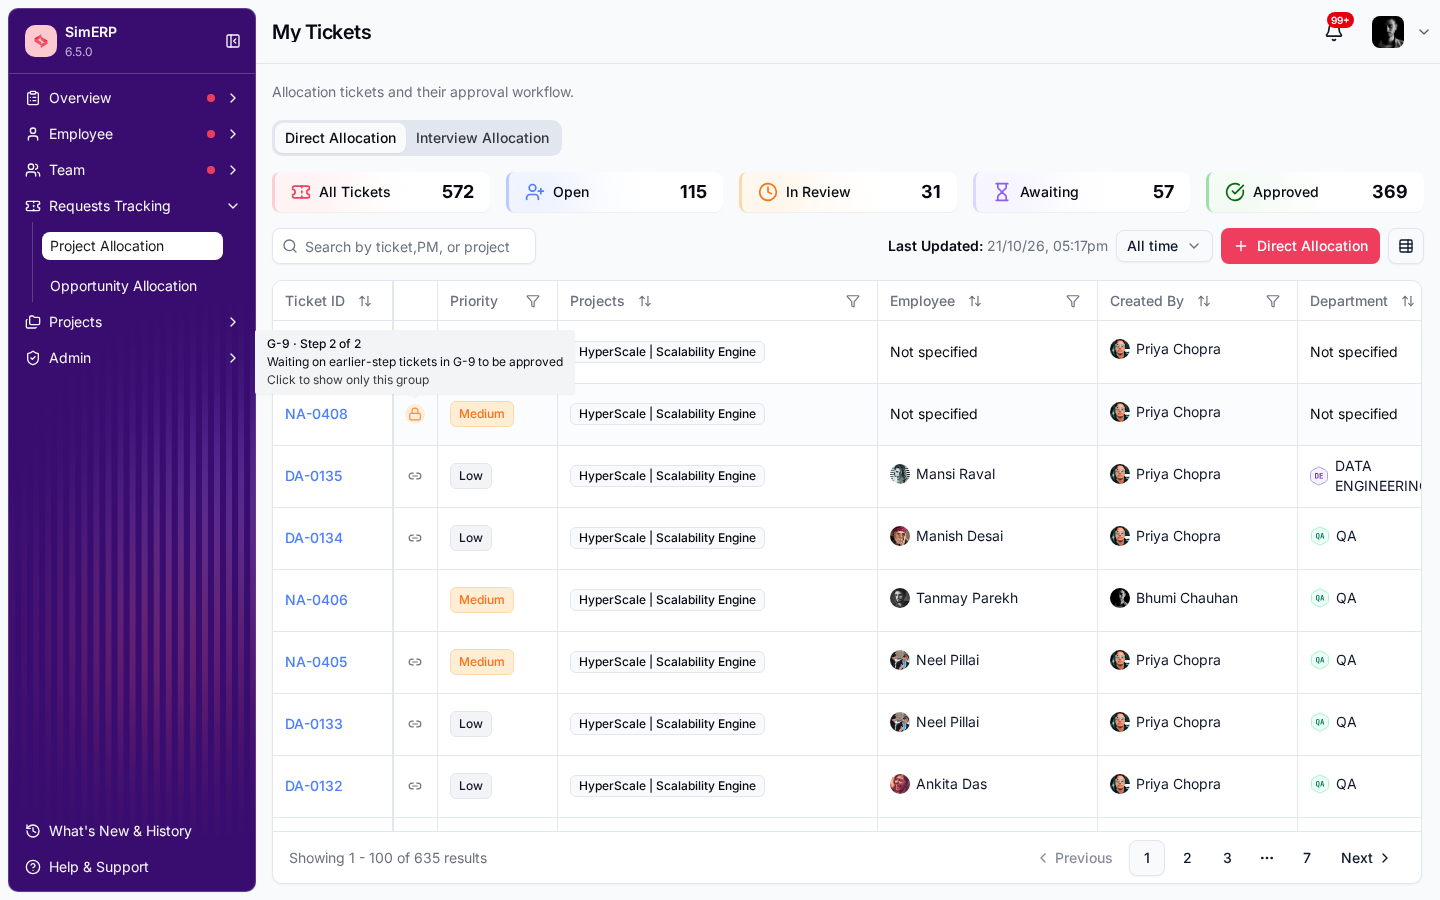 SimERP
6.5.0
Overview
Employee
Team
Requests Tracking
Project Allocation
Opportunity Allocation
Projects
Admin
What's New & History
Help & Support
My Tickets
99+
Allocation tickets and their approval workflow.
Direct Allocation Interview Allocation
All Tickets 572
Open 115
In Review 31
Awaiting 57
Approved 369
Search by ticket,PM, or project
Last Updated: 21/10/26, 05:17pm
All time
Direct Allocation
Ticket ID Priority Projects Employee Created By Department
G-9 · Step 2 of 2
Waiting on earlier-step tickets in G-9 to be approved
Click to show only this group
HyperScale | Scalability Engine Not specified Priya Chopra Not specified
NA-0408 Medium HyperScale | Scalability Engine Not specified Priya Chopra Not specified
DA-0135 Low HyperScale | Scalability Engine Mansi Raval Priya Chopra DE DATA
ENGINEERING
DA-0134 Low HyperScale | Scalability Engine Manish Desai Priya Chopra QA QA
NA-0406 Medium HyperScale | Scalability Engine Tanmay Parekh Bhumi Chauhan QA QA
NA-0405 Medium HyperScale | Scalability Engine Neel Pillai Priya Chopra QA QA
DA-0133 Low HyperScale | Scalability Engine Neel Pillai Priya Chopra QA QA
DA-0132 Low HyperScale | Scalability Engine Ankita Das Priya Chopra QA QA
Showing 1 - 100 of 635 results
Previous 1 2 3 ••• 7 Next